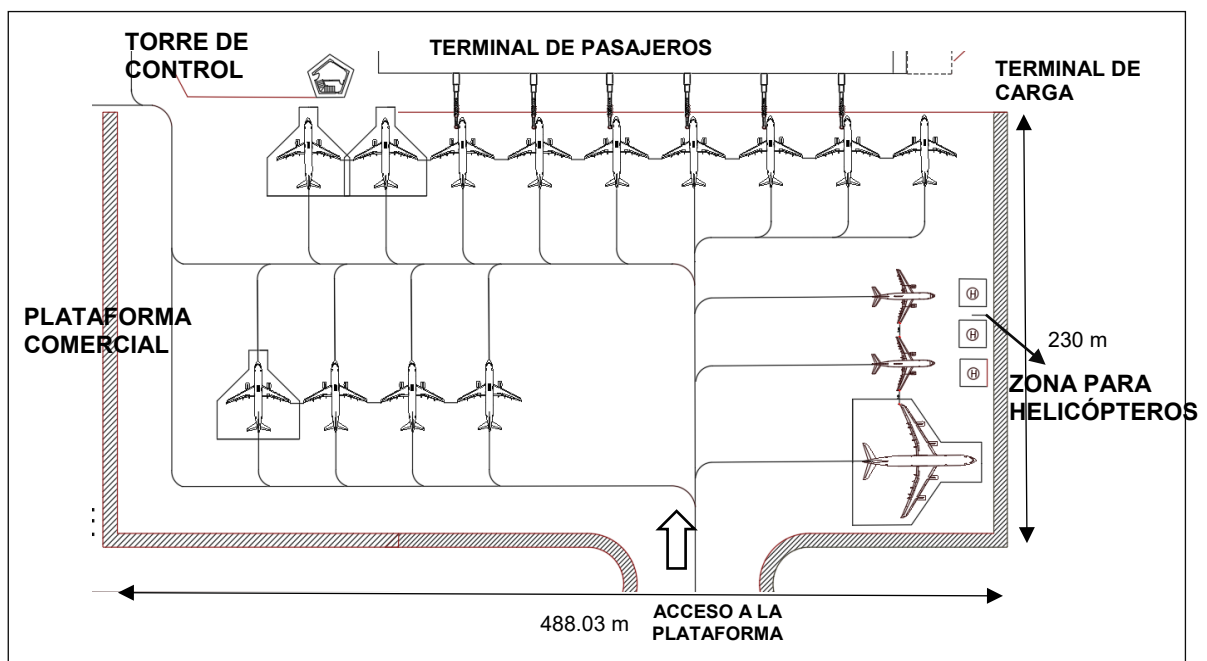 TORRE DE
CONTROL
TERMINAL DE PASAJEROS
TERMINAL DE
CARGA
PLATAFORMA
COMERCIAL
H
H
H
230 m
ZONA PARA
HELICÓPTEROS
488.03 m
ACCESO A LA
PLATAFORMA